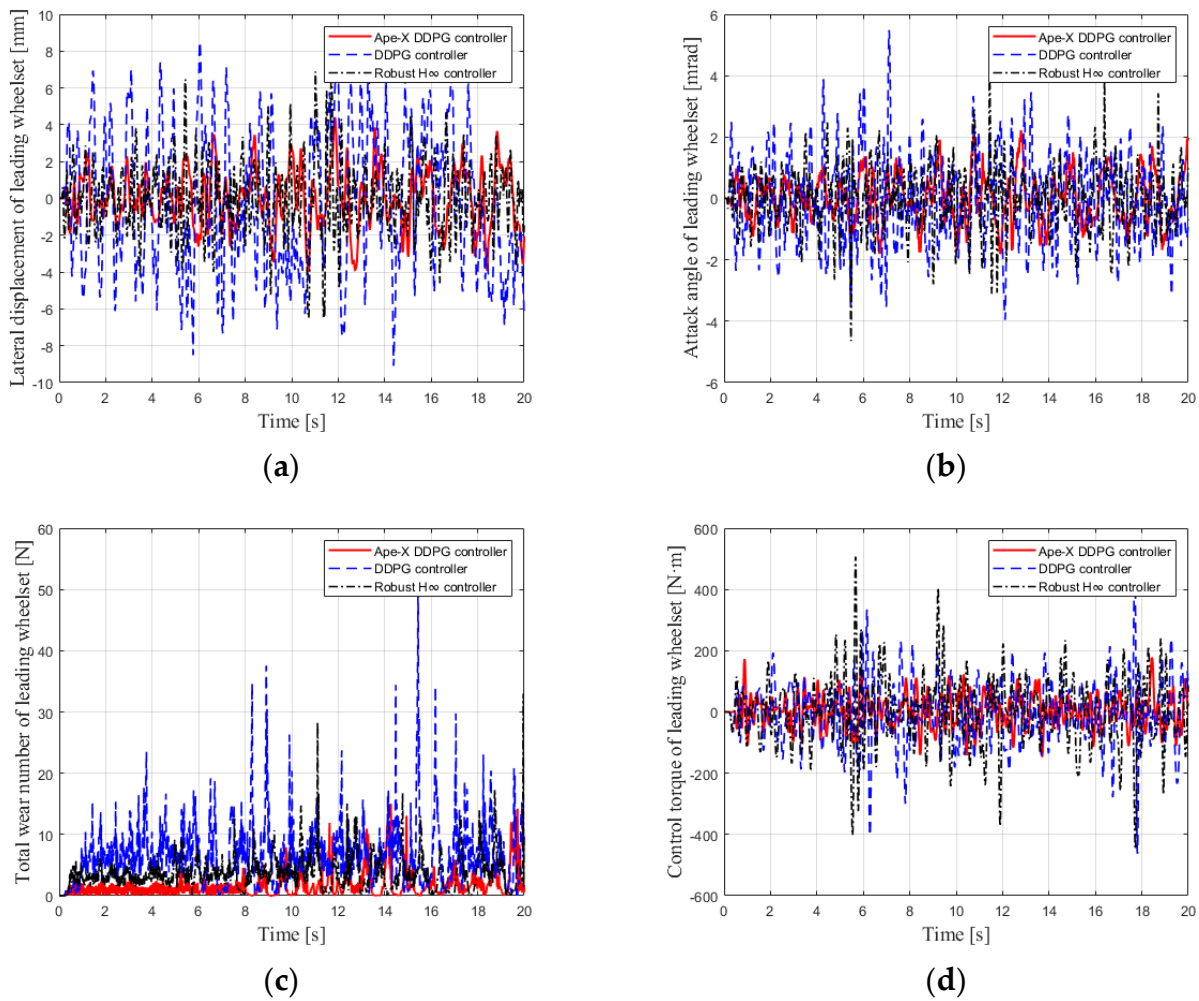 Lateral displacement of leading wheelset [mm]
10
8
6
4
2
0
-2
-4
-6
-8
-10
Ape-X DDPG controller
DDPG controller
Robust H∞ controller
0 2 4 6 8 10 12 14 16 18 20
Time [s]
(a)
Attack angle of leading wheelset [mrad]
6
4
2
0
-2
-4
-6
Ape-X DDPG controller
DDPG controller
Robust H∞ controller
0 2 4 6 8 10 12 14 16 18 20
Time [s]
(b)
Total wear number of leading wheelset [N]
60
50
40
30
20
10
0
Ape-X DDPG controller
DDPG controller
Robust H∞ controller
0 2 4 6 8 10 12 14 16 18 20
Time [s]
(c)
Control torque of leading wheelset [N·m]
600
400
200
0
-200
-400
-600
Ape-X DDPG controller
DDPG controller
Robust H∞ controller
0 2 4 6 8 10 12 14 16 18 20
Time [s]
(d)